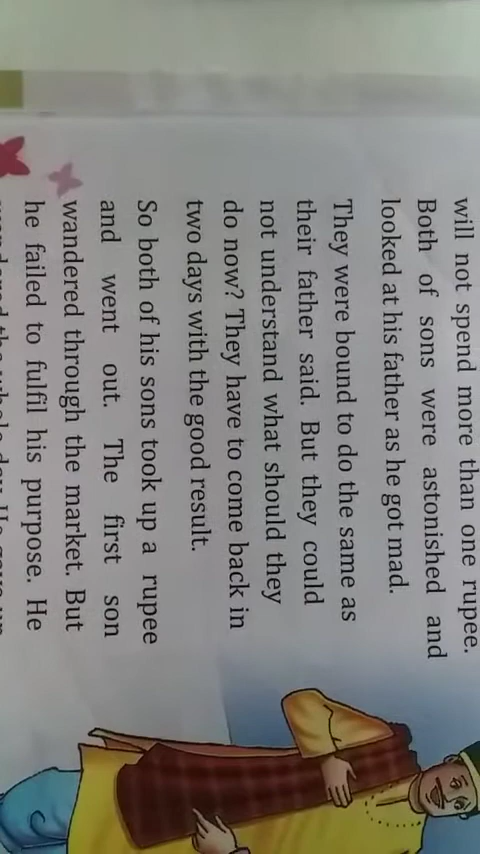 will not spend more than one rupee.
Both of sons were astonished and
looked at his father as he got mad.
They were bound to do the same as
their father said. But they could
not understand what should they
do now? They have to come back in
two days with the good result.
So both of his sons took up a rupee
and went out. The first son
wandered through the market. But
he failed to fulfil his purpose. He
the whole day. He